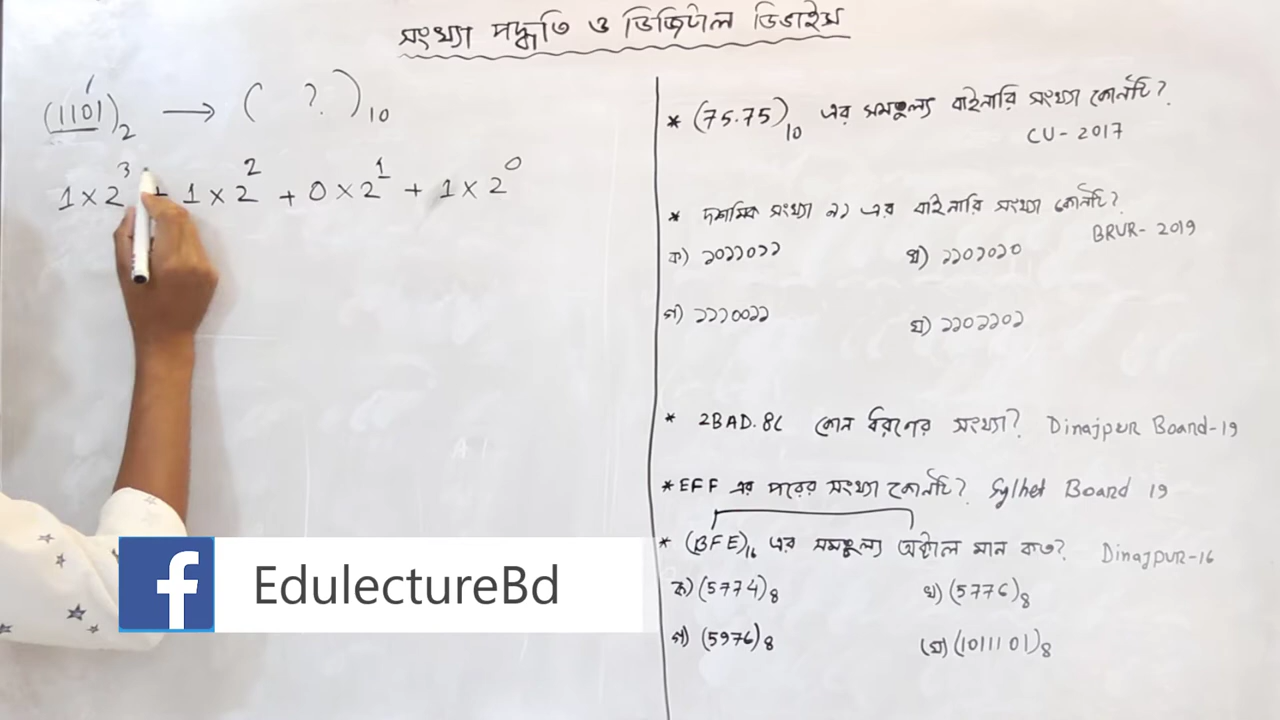 সংখ্যা পদ্ধতি ও ডিজিটাল ডিভাইস
(1101)₂ → ( ? )₁₀
1 × 2³ + 1 × 2² + 0 × 2¹ + 1 × 2⁰
* (75.75)₁₀ এর সমতুল্য বাইনারি সংখ্যা কোনটি?
CU - 2017
* দশমিক সংখ্যা ৯১ এর বাইনারি সংখ্যা কোনটি?
BRUR - 2019
ক) ১০১১০১১ খ) ১১০১০১০
গ) ১১১০০১১ ঘ) ১১০১১০১
* 2BAD.8C কোন ধরণের সংখ্যা? Dinajpur Board-19
* EFF এর পরের সংখ্যা কোনটি? Sylhet Board 19
* (BFE)₁₆ এর সমতুল্য অক্টাল মান কত? Dinajpur-16
ক) (5774)₈ খ) (5776)₈
গ) (5976)₈ (ঘ) (1011101)₈
f EdulectureBd